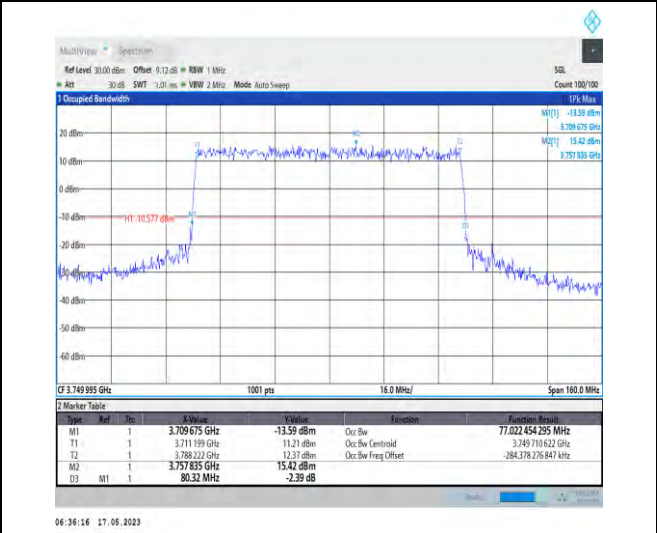 MultiView Spectrum
Ref Level 30.00 dBm Offset 9.12 dB RBW 1 MHz SGL
Att 30 dB SWT 1.01 ms VBW 2 MHz Mode Auto Sweep Count 100/100
1 Occupied Bandwidth 1Pk Max
M1[1] -13.59 dBm
3.709 675 GHz
M2[1] 15.42 dBm
3.757 835 GHz
20 dBm
T1 M2 T2
10 dBm
0 dBm
-10 dBm H1 -10.577 dBm M1
-20 dBm D3
-30 dBm
-40 dBm
-50 dBm
-60 dBm
CF 3.749 995 GHz 1001 pts 16.0 MHz/ Span 160.0 MHz
2 Marker Table
Type Ref Trc X-Value Y-Value Function Function Result
M1 1 3.709 675 GHz -13.59 dBm Occ Bw 77.022 454 295 MHz
T1 1 3.711 199 GHz 11.21 dBm Occ Bw Centroid 3.749 710 622 GHz
T2 1 3.788 222 GHz 12.37 dBm Occ Bw Freq Offset -284.378 276 847 kHz
M2 1 3.757 835 GHz 15.42 dBm
D3 M1 1 80.32 MHz -2.39 dB
06:36:16 17.05.2023